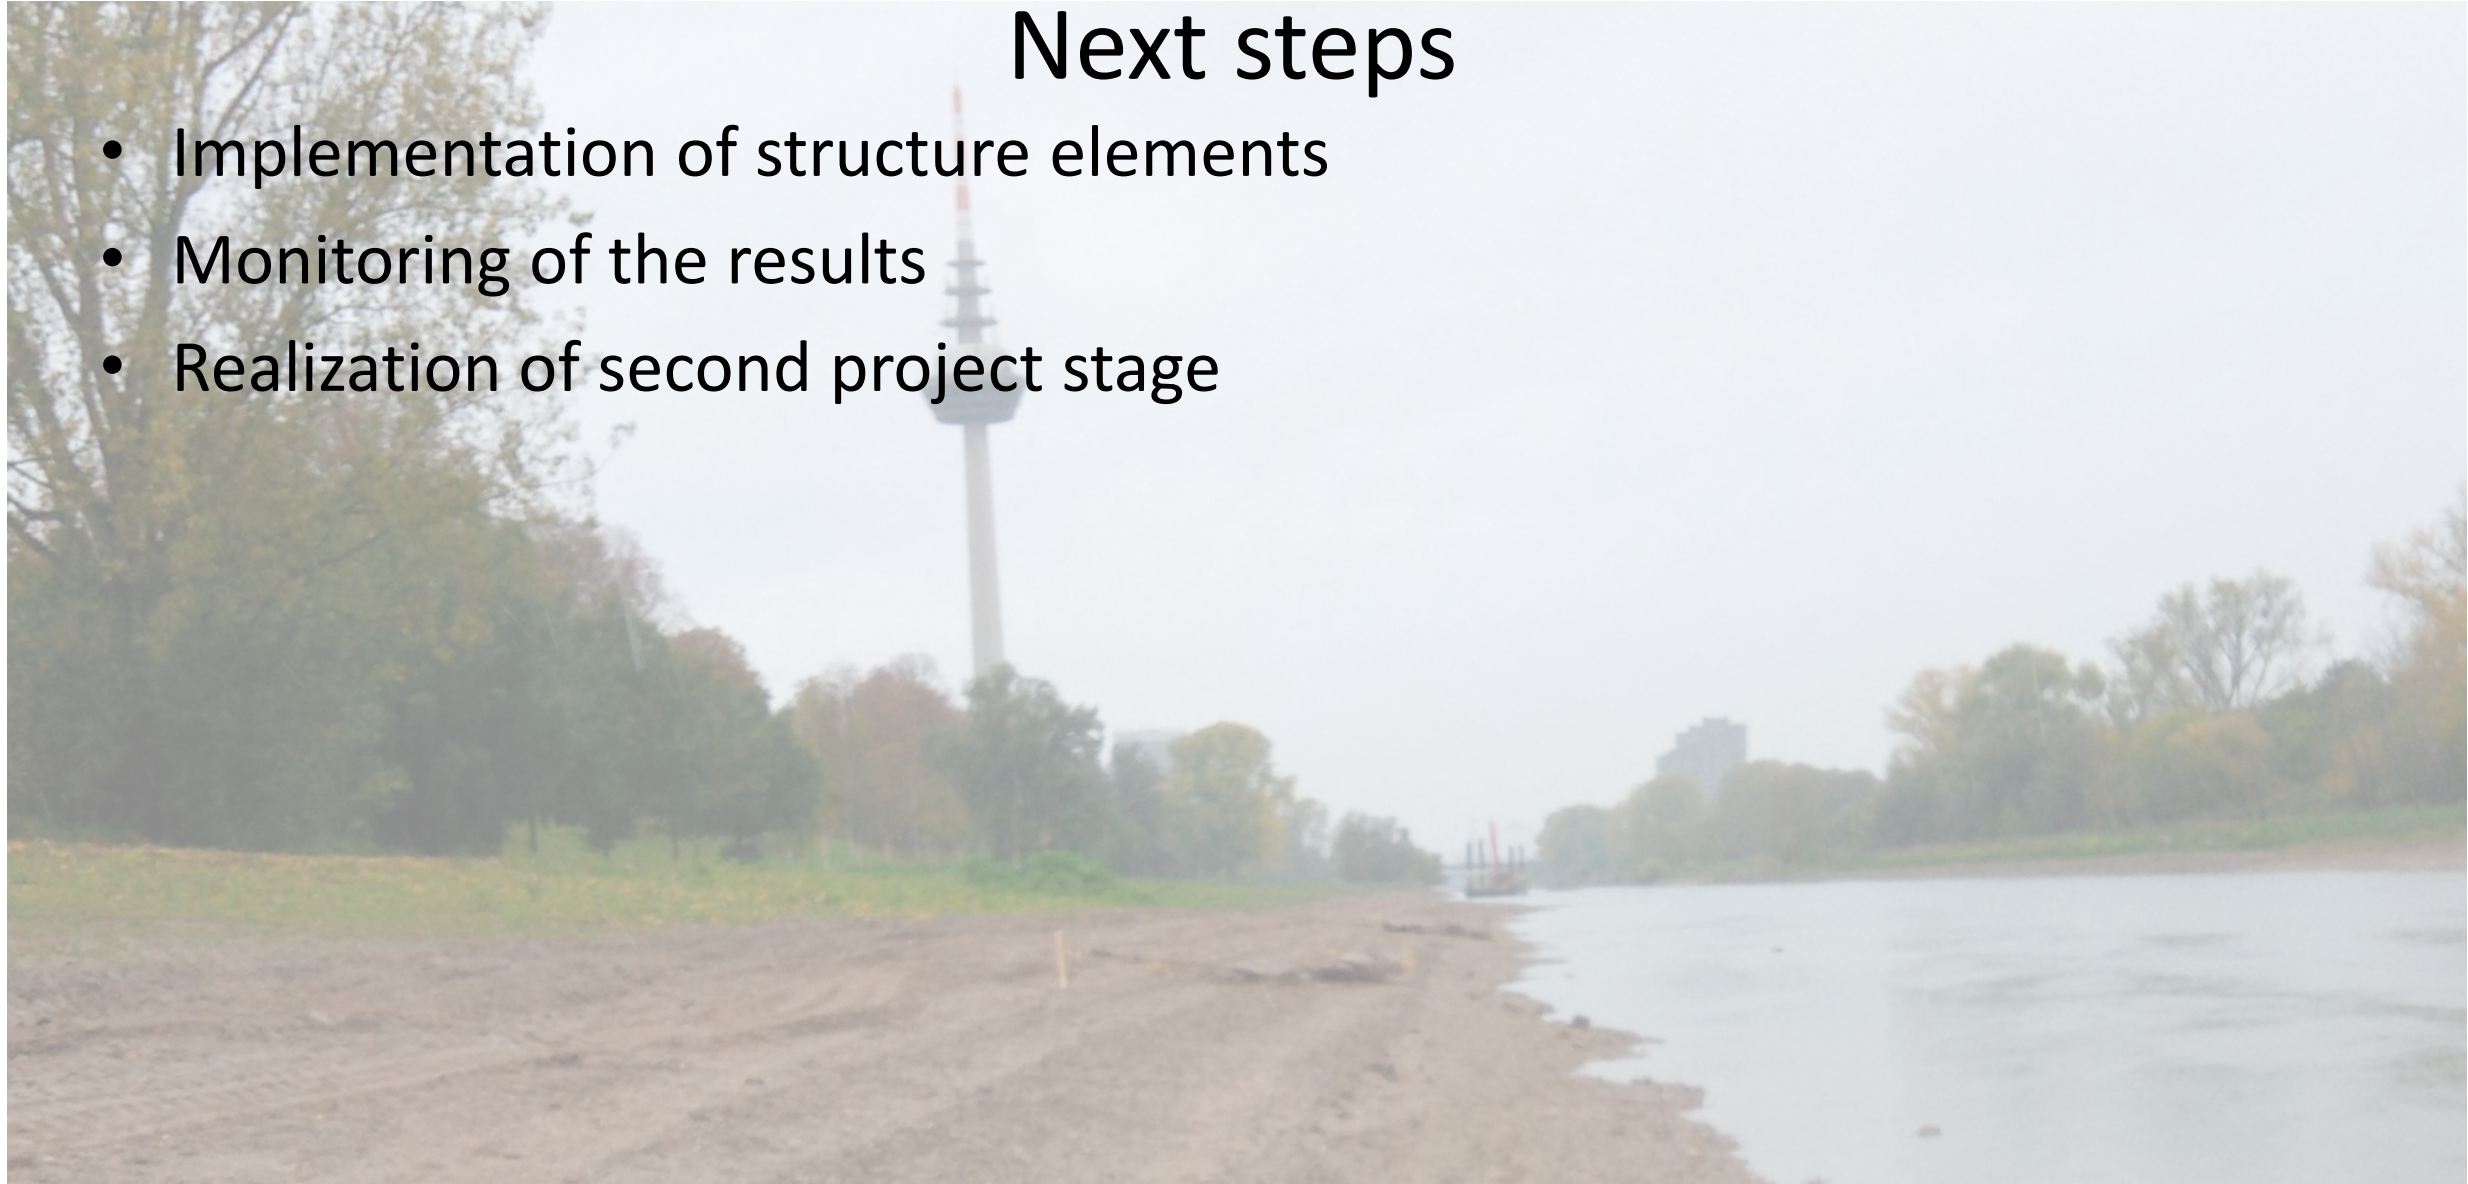 Next steps
• Implementation of structure elements
• Monitoring of the results
• Realization of second project stage